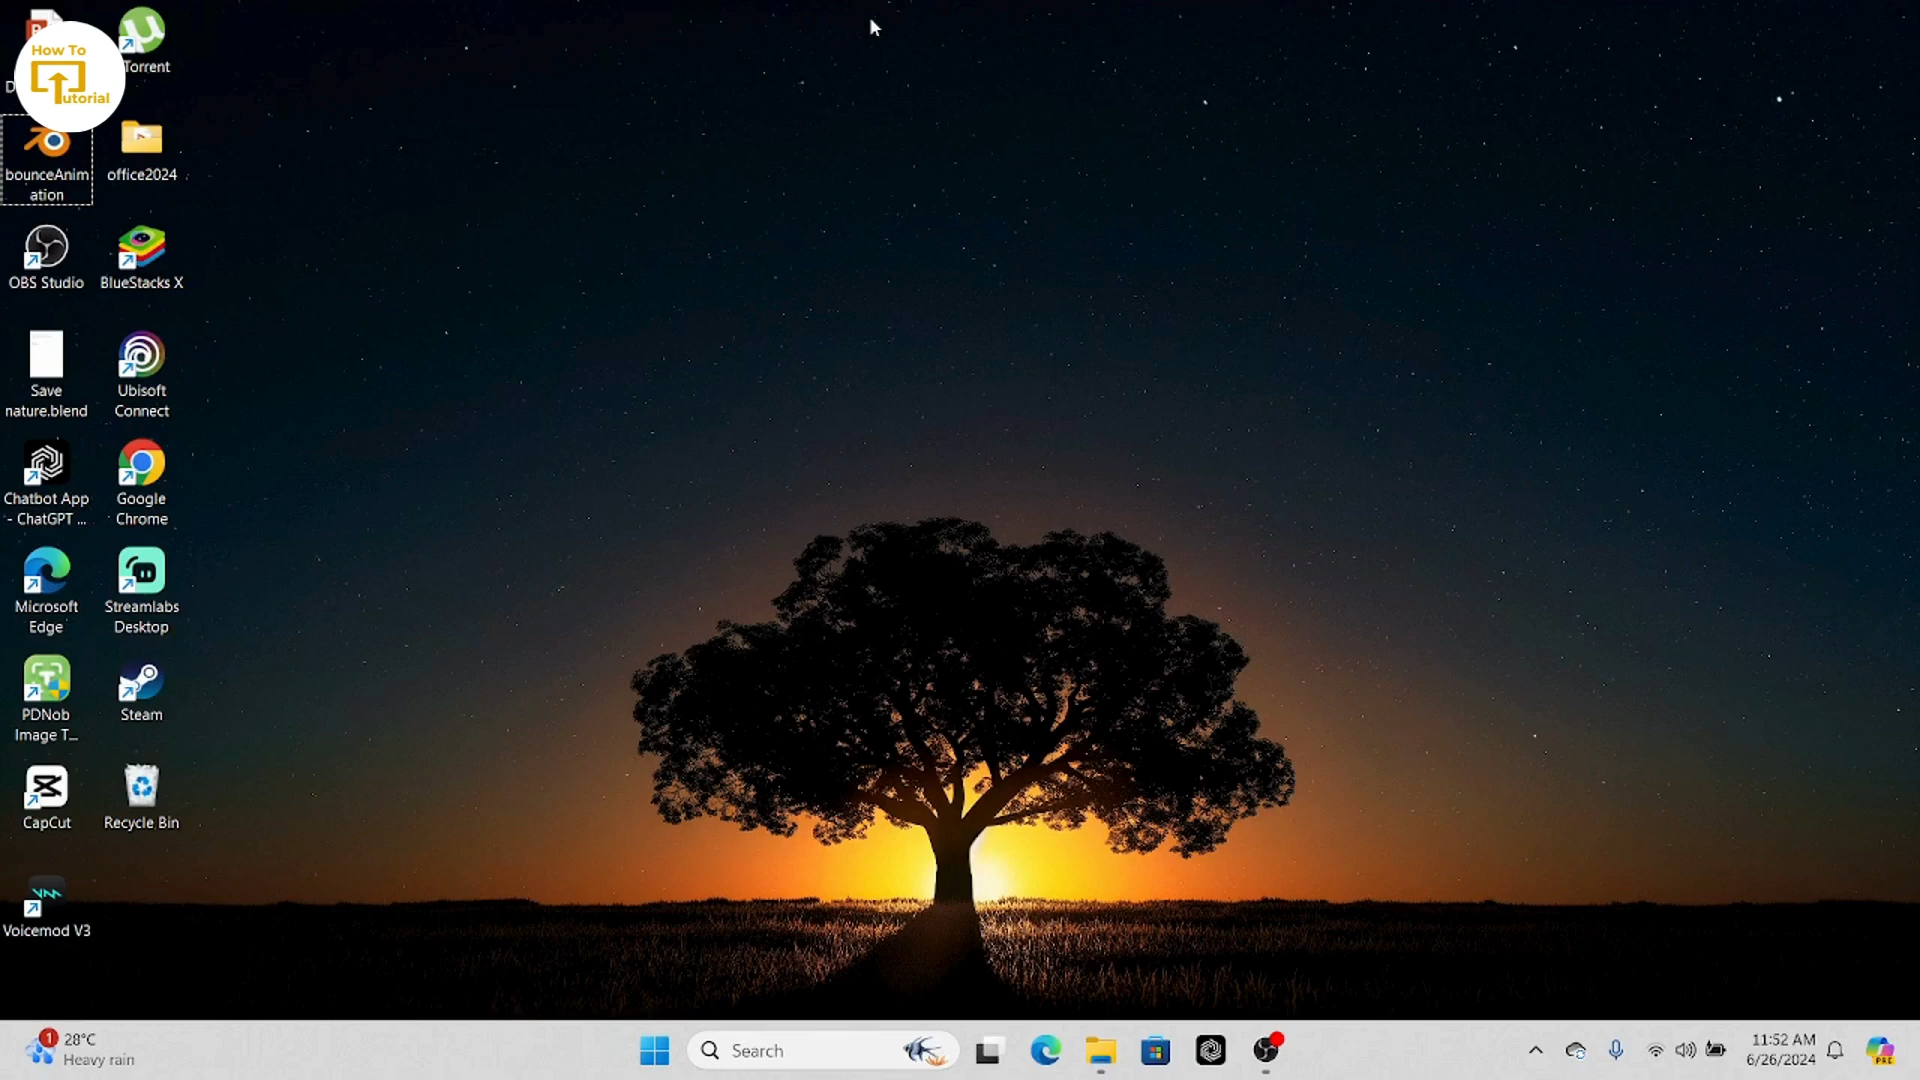 How To
utorial
D
Torrent
bounceAnim
ation
office2024
OBS Studio
BlueStacks X
Save
nature.blend
Ubisoft
Connect
Chatbot App
- ChatGPT ...
Google
Chrome
Microsoft
Edge
Streamlabs
Desktop
PDNob
Image T...
Steam
CapCut
Recycle Bin
Voicemod V3
1
28°C
Heavy rain
Search
11:52 AM
6/26/2024
PRE